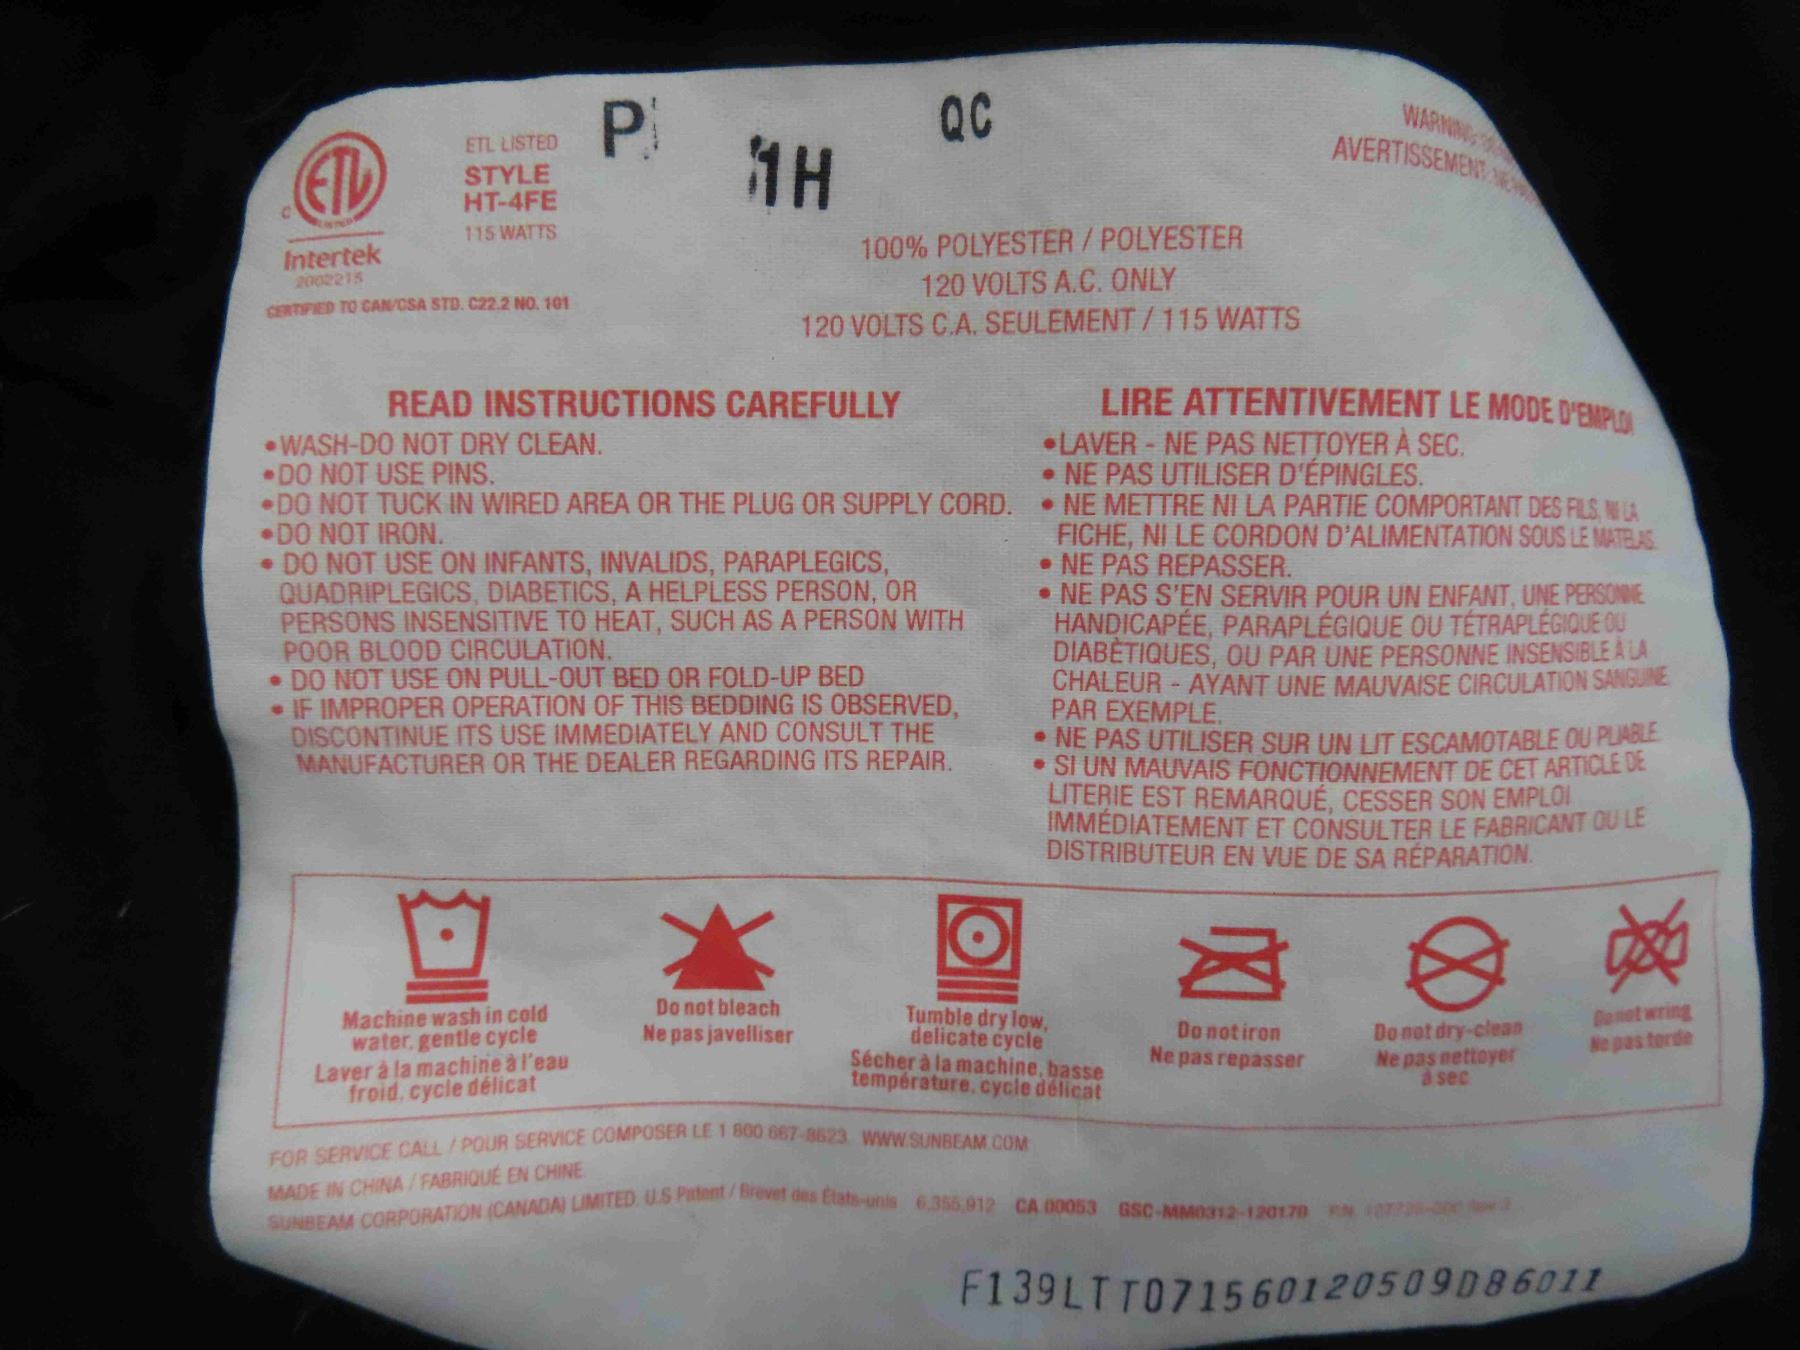 P
1H
QC
ETL
LISTED
C
Intertek
2002215
ETL LISTED
STYLE
HT-4FE
115 WATTS
CERTIFIED TO CAN/CSA STD. C22.2 NO. 101
WARNING:
AVERTISSEMENT:
100% POLYESTER / POLYESTER
120 VOLTS A.C. ONLY
120 VOLTS C.A. SEULEMENT / 115 WATTS
READ INSTRUCTIONS CAREFULLY
•WASH-DO NOT DRY CLEAN.
•DO NOT USE PINS.
•DO NOT TUCK IN WIRED AREA OR THE PLUG OR SUPPLY CORD.
•DO NOT IRON.
• DO NOT USE ON INFANTS, INVALIDS, PARAPLEGICS,
QUADRIPLEGICS, DIABETICS, A HELPLESS PERSON, OR
PERSONS INSENSITIVE TO HEAT, SUCH AS A PERSON WITH
POOR BLOOD CIRCULATION.
• DO NOT USE ON PULL-OUT BED OR FOLD-UP BED
• IF IMPROPER OPERATION OF THIS BEDDING IS OBSERVED,
DISCONTINUE ITS USE IMMEDIATELY AND CONSULT THE
MANUFACTURER OR THE DEALER REGARDING ITS REPAIR.
LIRE ATTENTIVEMENT LE MODE D'EMPLOI
•LAVER - NE PAS NETTOYER À SEC.
• NE PAS UTILISER D'ÉPINGLES.
• NE METTRE NI LA PARTIE COMPORTANT DES FILS, NI LA
FICHE, NI LE CORDON D'ALIMENTATION SOUS LE MATELAS.
• NE PAS REPASSER.
• NE PAS S'EN SERVIR POUR UN ENFANT, UNE PERSONNE
HANDICAPÉE, PARAPLÉGIQUE OU TÉTRAPLÉGIQUE OU
DIABÈTIQUES, OU PAR UNE PERSONNE INSENSIBLE À LA
CHALEUR - AYANT UNE MAUVAISE CIRCULATION SANGUINE
PAR EXEMPLE.
• NE PAS UTILISER SUR UN LIT ESCAMOTABLE OU PLIABLE.
• SI UN MAUVAIS FONCTIONNEMENT DE CET ARTICLE DE
LITERIE EST REMARQUÉ, CESSER SON EMPLOI
IMMÉDIATEMENT ET CONSULTER LE FABRICANT OU LE
DISTRIBUTEUR EN VUE DE SA RÉPARATION.
Machine wash in cold
water, gentle cycle
Laver à la machine à l'eau
froid, cycle délicat
Do not bleach
Ne pas javelliser
Tumble dry low,
delicate cycle
Sécher à la machine, basse
température, cycle délicat
Do not iron
Ne pas repasser
Do not dry-clean
Ne pas nettoyer
à sec
Do not wring
Ne pas torde
FOR SERVICE CALL / POUR SERVICE COMPOSER LE 1 800 667-8623 WWW.SUNBEAM.COM
MADE IN CHINA / FABRIQUÉ EN CHINE.
SUNBEAM CORPORATION (CANADA) LIMITED. U.S Patent / Brevet des États-unis 6,355,912 CA 00053 GSC-MM0312-120170 P.N.
F139LTT071560120509D86011